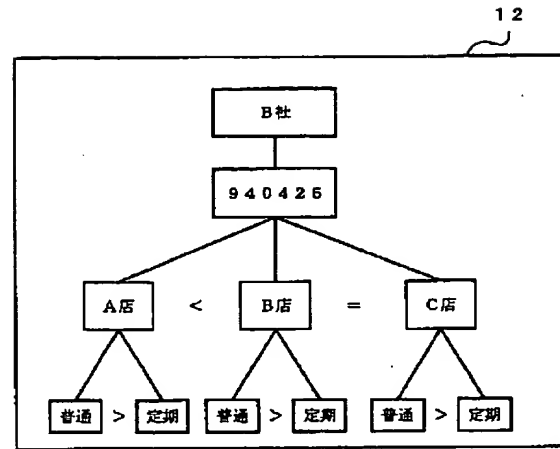 12
B社
940425
A店 < B店 = C店
普通 > 定期 普通 > 定期 普通 > 定期